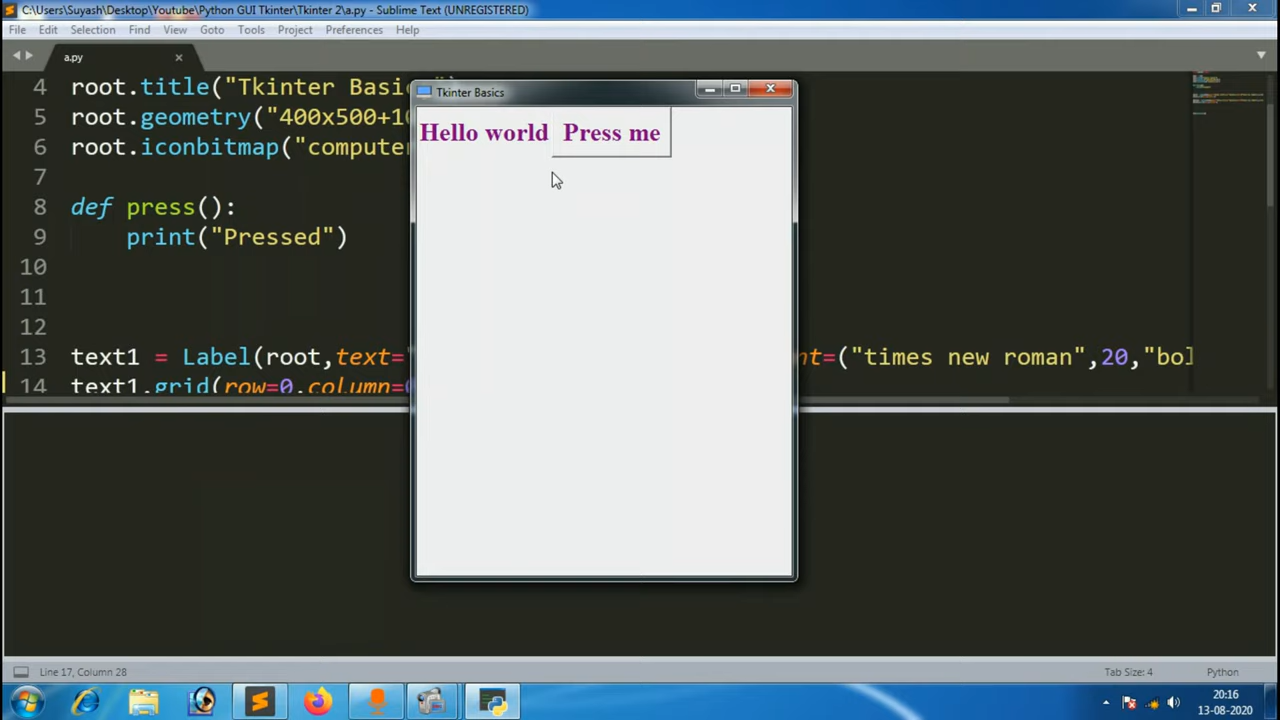 C:\Users\Suyash\Desktop\Youtube\Python GUI Tkinter\Tkinter 2\a.py - Sublime Text (UNREGISTERED)
File Edit Selection Find View Goto Tools Project Preferences Help
a.py
4 root.title("Tkinter Basic
5 root.geometry("400x500+10
6 root.iconbitmap("computer
7
8 def press():
9 print("Pressed")
10
11
12
13 text1 = Label(root,text="
nt=("times new roman",20,"bol
14 text1.grid(row=0,column=0
Tkinter Basics
Hello world Press me
Line 17, Column 28
Tab Size: 4 Python
20:16
13-08-2020